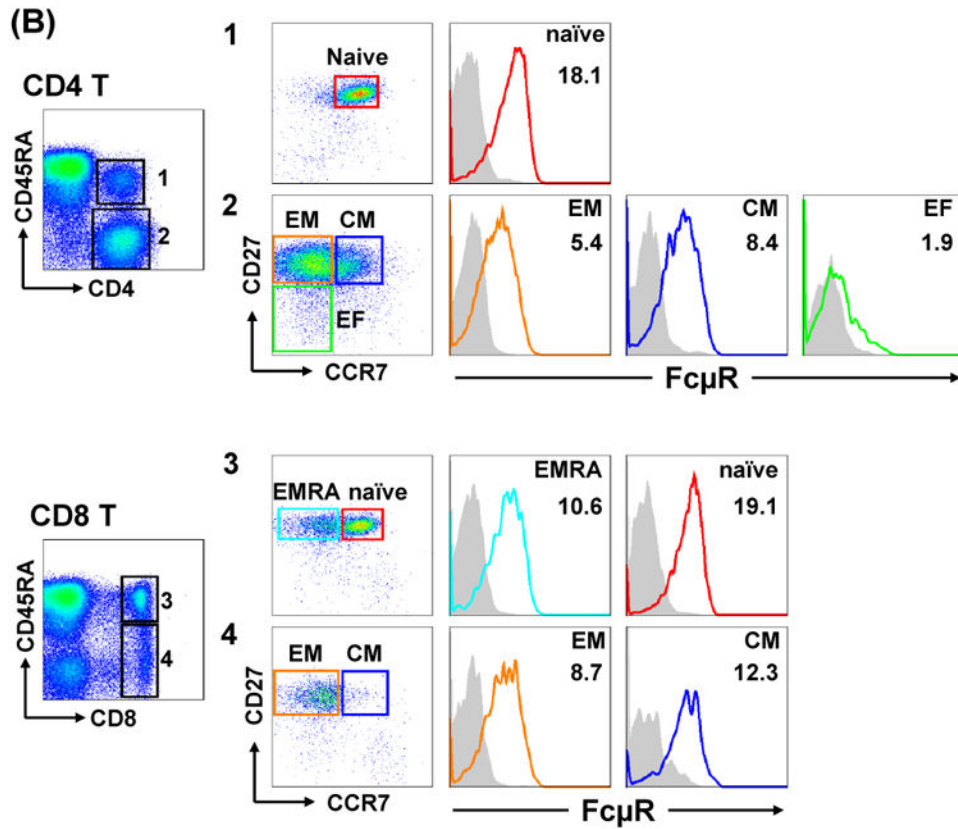 (B)
CD4 T
CD45RA
CD4
1
2
1
Naive
naïve
18.1
2
CD27
EM
CM
EF
CCR7
EM
5.4
CM
8.4
EF
1.9
FcµR
CD8 T
CD45RA
CD8
3
4
3
EMRA
naïve
EMRA
10.6
naïve
19.1
4
CD27
EM
CM
CCR7
EM
8.7
CM
12.3
FcµR